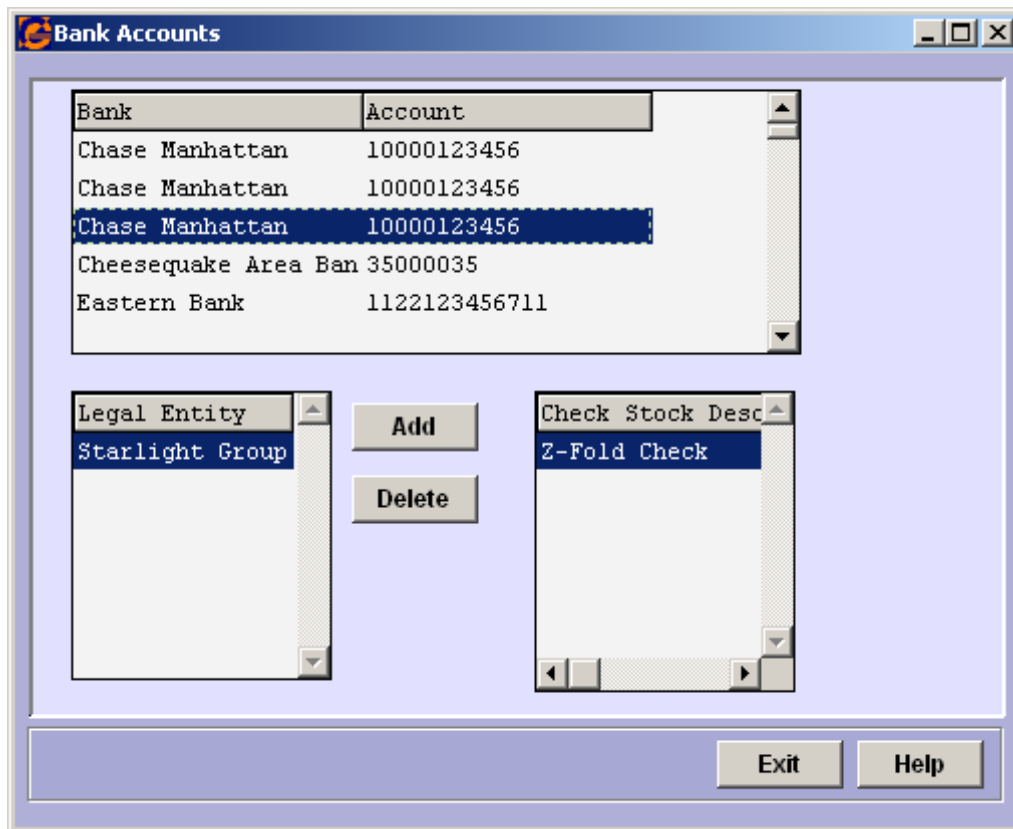 Bank Accounts
Bank Account
Chase Manhattan 10000123456
Chase Manhattan 10000123456
Chase Manhattan 10000123456
Cheesequake Area Ban 35000035
Eastern Bank 1122123456711
Legal Entity
Starlight Group
Add
Delete
Check Stock Desc
Z-Fold Check
Exit Help